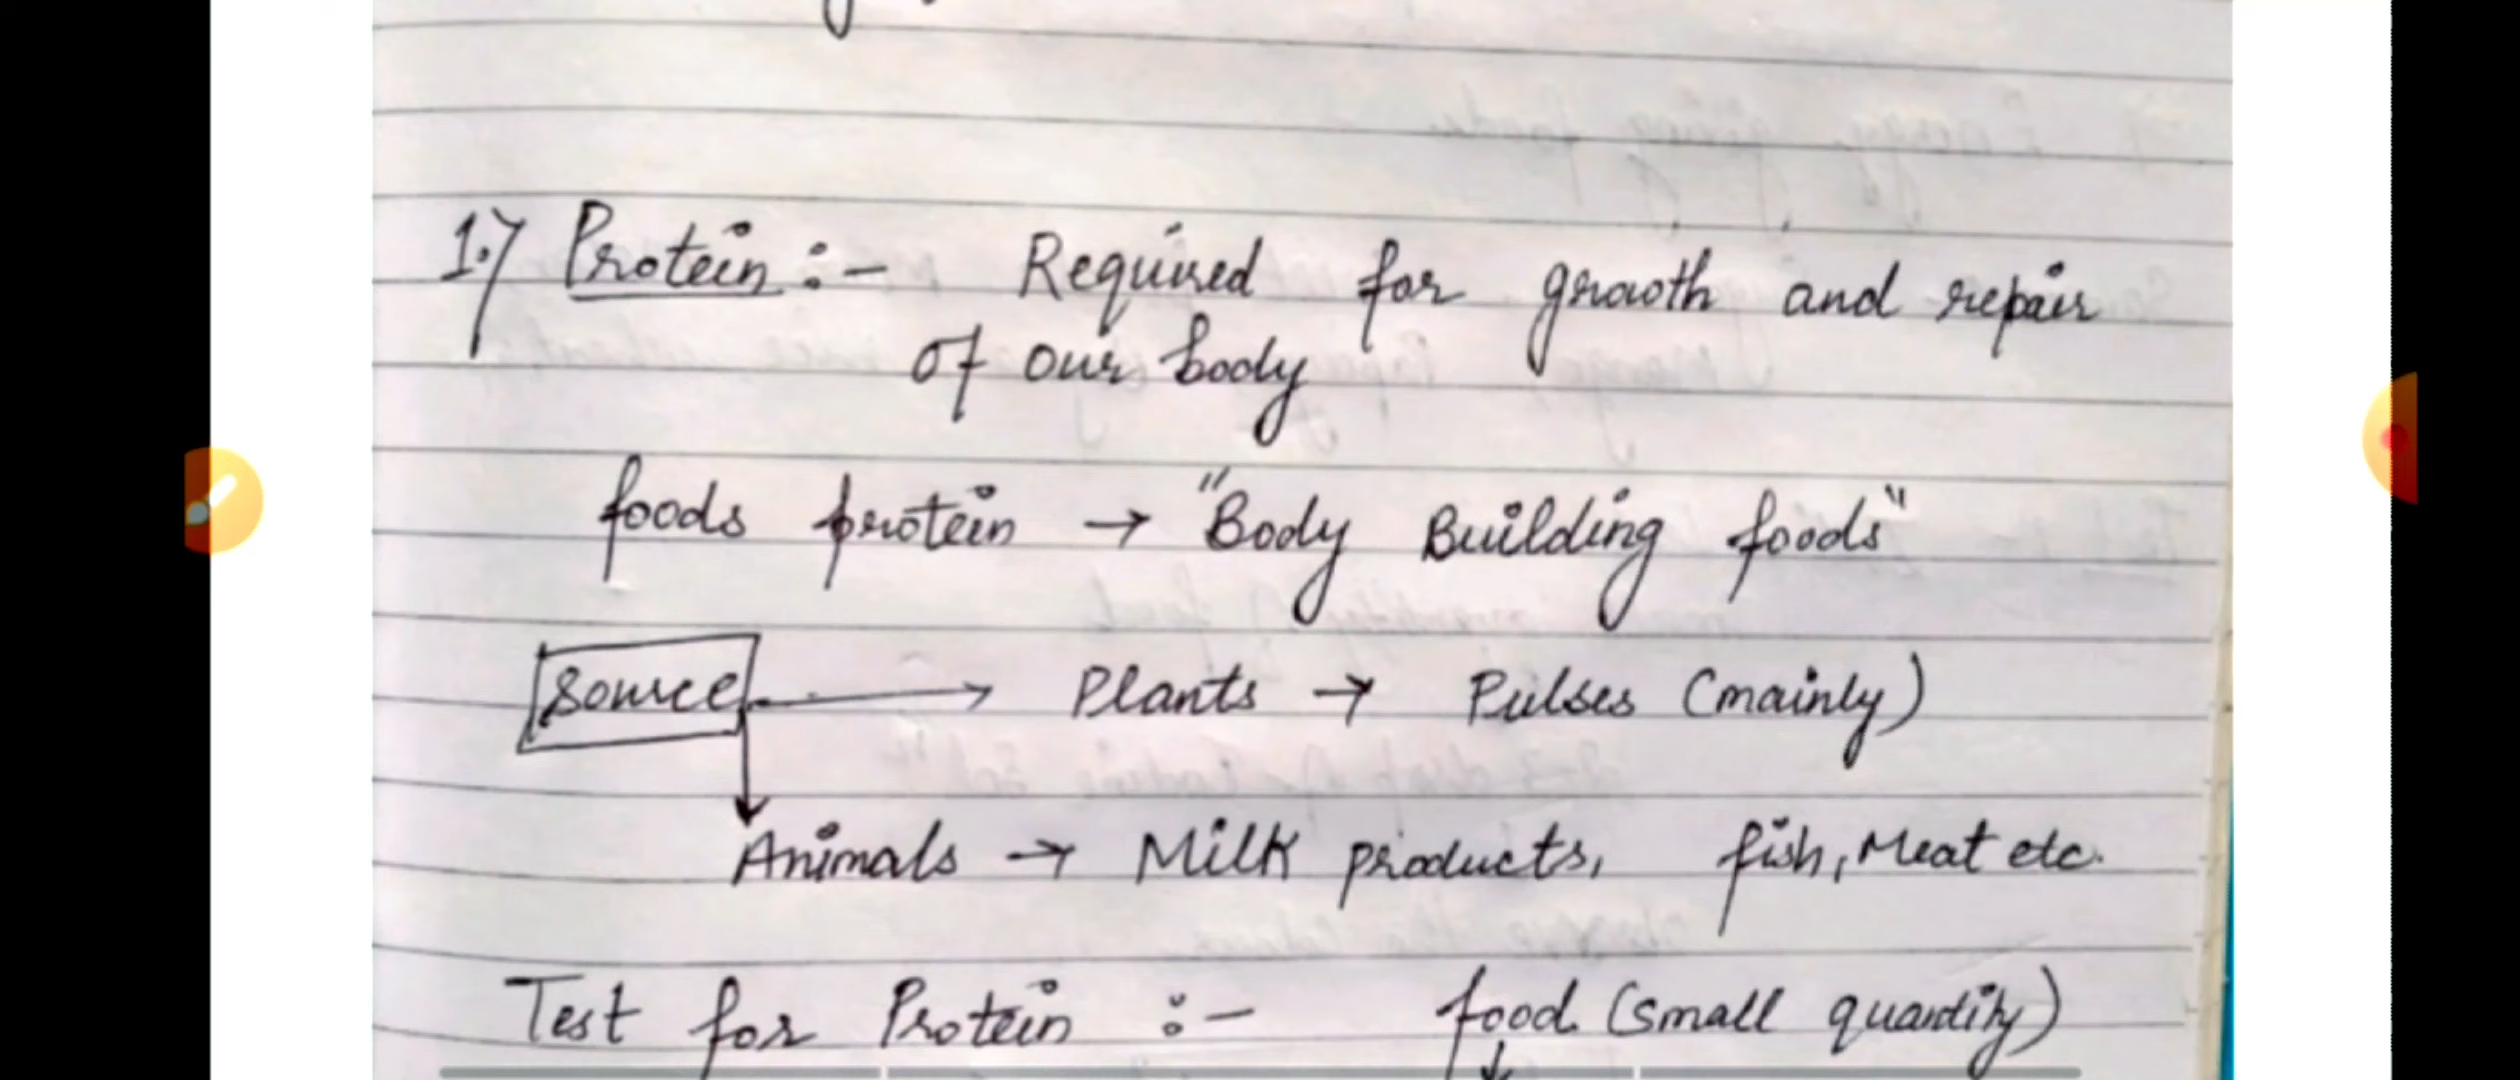 1.) Protein :- Required for growth and repair
of our body
foods protein → "Body Building foods"
Source → Plants → Pulses (mainly)
Animals → Milk products, fish, Meat etc.
Test for Protein :- food (small quantity)